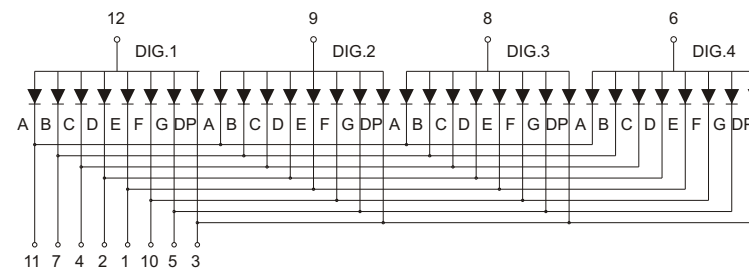 12 9 8 6
DIG.1 DIG.2 DIG.3 DIG.4
A B C D E F G DP A B C D E F G DP A B C D E F G DP A B C D E F G DP
11 7 4 2 1 10 5 3